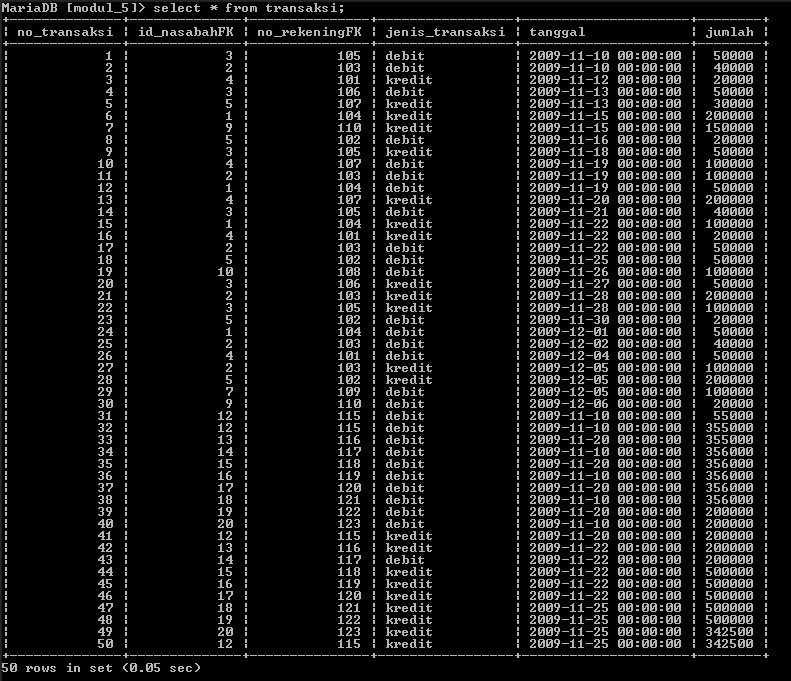 MariaDB [modul_5]> select * from transaksi;
no_transaksi | id_nasabahFK | no_rekeningFK | jenis_transaksi | tanggal | jumlah
1 | 3 | 105 | debit | 2009-11-10 00:00:00 | 50000
2 | 2 | 103 | debit | 2009-11-10 00:00:00 | 40000
3 | 4 | 101 | kredit | 2009-11-12 00:00:00 | 20000
4 | 3 | 106 | debit | 2009-11-13 00:00:00 | 50000
5 | 5 | 107 | kredit | 2009-11-13 00:00:00 | 30000
6 | 1 | 104 | kredit | 2009-11-15 00:00:00 | 200000
7 | 9 | 110 | kredit | 2009-11-15 00:00:00 | 150000
8 | 5 | 102 | debit | 2009-11-16 00:00:00 | 20000
9 | 3 | 105 | kredit | 2009-11-18 00:00:00 | 50000
10 | 4 | 107 | debit | 2009-11-19 00:00:00 | 100000
11 | 2 | 103 | debit | 2009-11-19 00:00:00 | 100000
12 | 1 | 104 | debit | 2009-11-19 00:00:00 | 50000
13 | 4 | 107 | kredit | 2009-11-20 00:00:00 | 200000
14 | 3 | 105 | debit | 2009-11-21 00:00:00 | 40000
15 | 1 | 104 | kredit | 2009-11-22 00:00:00 | 100000
16 | 4 | 101 | kredit | 2009-11-22 00:00:00 | 20000
17 | 2 | 103 | debit | 2009-11-22 00:00:00 | 50000
18 | 5 | 102 | debit | 2009-11-25 00:00:00 | 50000
19 | 10 | 108 | debit | 2009-11-26 00:00:00 | 100000
20 | 3 | 106 | kredit | 2009-11-27 00:00:00 | 50000
21 | 2 | 103 | kredit | 2009-11-28 00:00:00 | 200000
22 | 3 | 105 | kredit | 2009-11-28 00:00:00 | 100000
23 | 5 | 102 | debit | 2009-11-30 00:00:00 | 20000
24 | 1 | 104 | debit | 2009-12-01 00:00:00 | 50000
25 | 2 | 103 | debit | 2009-12-02 00:00:00 | 40000
26 | 4 | 101 | debit | 2009-12-04 00:00:00 | 50000
27 | 2 | 103 | kredit | 2009-12-05 00:00:00 | 100000
28 | 5 | 102 | kredit | 2009-12-05 00:00:00 | 200000
29 | 7 | 109 | debit | 2009-12-05 00:00:00 | 100000
30 | 9 | 110 | debit | 2009-12-06 00:00:00 | 20000
31 | 12 | 115 | debit | 2009-11-10 00:00:00 | 55000
32 | 12 | 115 | debit | 2009-11-10 00:00:00 | 355000
33 | 13 | 116 | debit | 2009-11-20 00:00:00 | 355000
34 | 14 | 117 | debit | 2009-11-10 00:00:00 | 356000
35 | 15 | 118 | debit | 2009-11-20 00:00:00 | 356000
36 | 16 | 119 | debit | 2009-11-10 00:00:00 | 356000
37 | 17 | 120 | debit | 2009-11-20 00:00:00 | 356000
38 | 18 | 121 | debit | 2009-11-10 00:00:00 | 356000
39 | 19 | 122 | debit | 2009-11-20 00:00:00 | 200000
40 | 20 | 123 | debit | 2009-11-10 00:00:00 | 200000
41 | 12 | 115 | kredit | 2009-11-20 00:00:00 | 200000
42 | 13 | 116 | kredit | 2009-11-22 00:00:00 | 200000
43 | 14 | 117 | debit | 2009-11-22 00:00:00 | 200000
44 | 15 | 118 | kredit | 2009-11-22 00:00:00 | 500000
45 | 16 | 119 | kredit | 2009-11-22 00:00:00 | 500000
46 | 17 | 120 | kredit | 2009-11-22 00:00:00 | 500000
47 | 18 | 121 | kredit | 2009-11-25 00:00:00 | 500000
48 | 19 | 122 | kredit | 2009-11-25 00:00:00 | 500000
49 | 20 | 123 | kredit | 2009-11-25 00:00:00 | 342500
50 | 12 | 115 | kredit | 2009-11-25 00:00:00 | 342500
50 rows in set (0.05 sec)